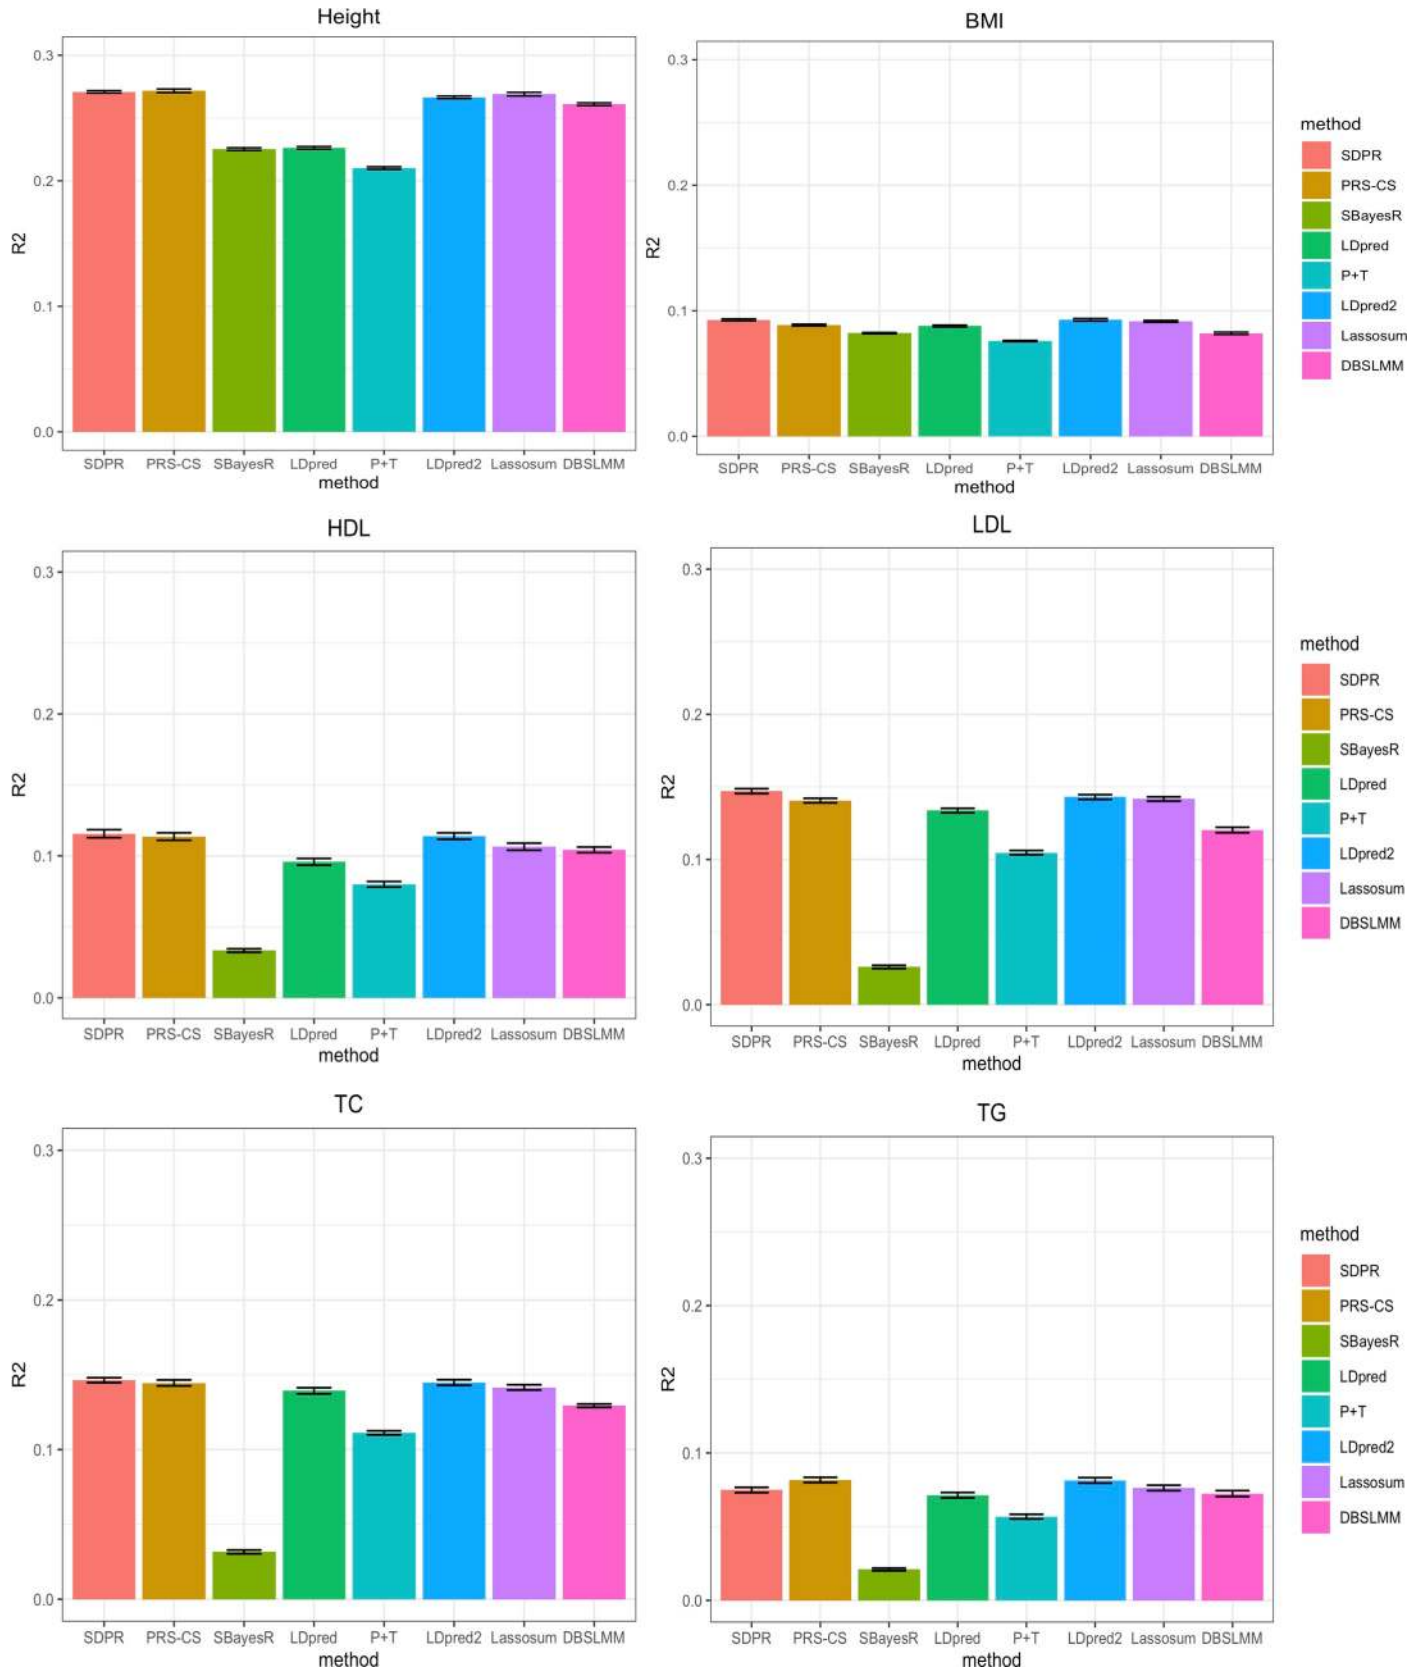 Height
0.3
0.2
0.1
0.0
R2
SDPR PRS-CS SBayesR LDpred P+T LDpred2 Lassosum DBSLMM
method
BMI
0.3
0.2
0.1
0.0
R2
SDPR PRS-CS SBayesR LDpred P+T LDpred2 Lassosum DBSLMM
method
method
SDPR
PRS-CS
SBayesR
LDpred
P+T
LDpred2
Lassosum
DBSLMM
HDL
0.3
0.2
0.1
0.0
R2
SDPR PRS-CS SBayesR LDpred P+T LDpred2 Lassosum DBSLMM
method
LDL
0.3
0.2
0.1
0.0
R2
SDPR PRS-CS SBayesR LDpred P+T LDpred2 Lassosum DBSLMM
method
method
SDPR
PRS-CS
SBayesR
LDpred
P+T
LDpred2
Lassosum
DBSLMM
TC
0.3
0.2
0.1
0.0
R2
SDPR PRS-CS SBayesR LDpred P+T LDpred2 Lassosum DBSLMM
method
TG
0.3
0.2
0.1
0.0
R2
SDPR PRS-CS SBayesR LDpred P+T LDpred2 Lassosum DBSLMM
method
method
SDPR
PRS-CS
SBayesR
LDpred
P+T
LDpred2
Lassosum
DBSLMM